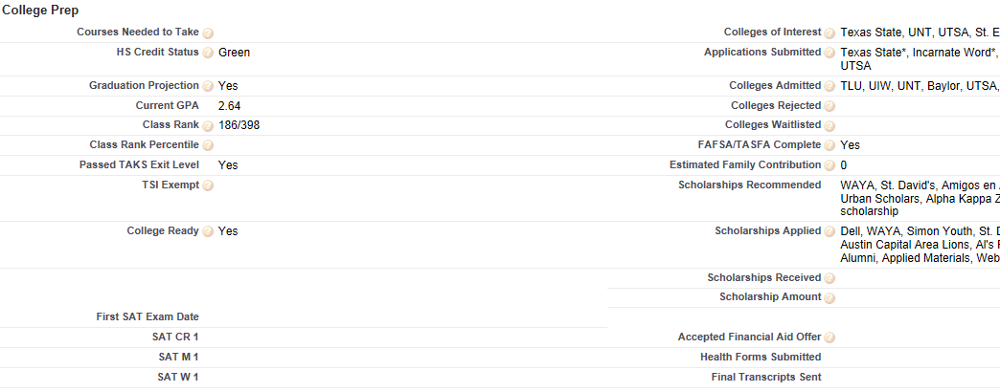 College Prep
Courses Needed to Take ?
HS Credit Status ? Green
Graduation Projection ? Yes
Current GPA 2.64
Class Rank ? 186/398
Class Rank Percentile ?
Passed TAKS Exit Level Yes
TSI Exempt ?
College Ready ? Yes
First SAT Exam Date
SAT CR 1
SAT M 1
SAT W 1
Colleges of Interest ? Texas State, UNT, UTSA, St. E
Applications Submitted ? Texas State*, Incarnate Word*,
UTSA
Colleges Admitted ? TLU, UIW, UNT, Baylor, UTSA,
Colleges Rejected ?
Colleges Waitlisted ?
FAFSA/TASFA Complete ? Yes
Estimated Family Contribution ? 0
Scholarships Recommended WAYA, St. David's, Amigos en
Urban Scholars, Alpha Kappa Z
scholarship
Scholarships Applied ? Dell, WAYA, Simon Youth, St. D
Austin Capital Area Lions, Al's F
Alumni, Applied Materials, Web
Scholarships Received ?
Scholarship Amount ?
Accepted Financial Aid Offer ?
Health Forms Submitted
Final Transcripts Sent